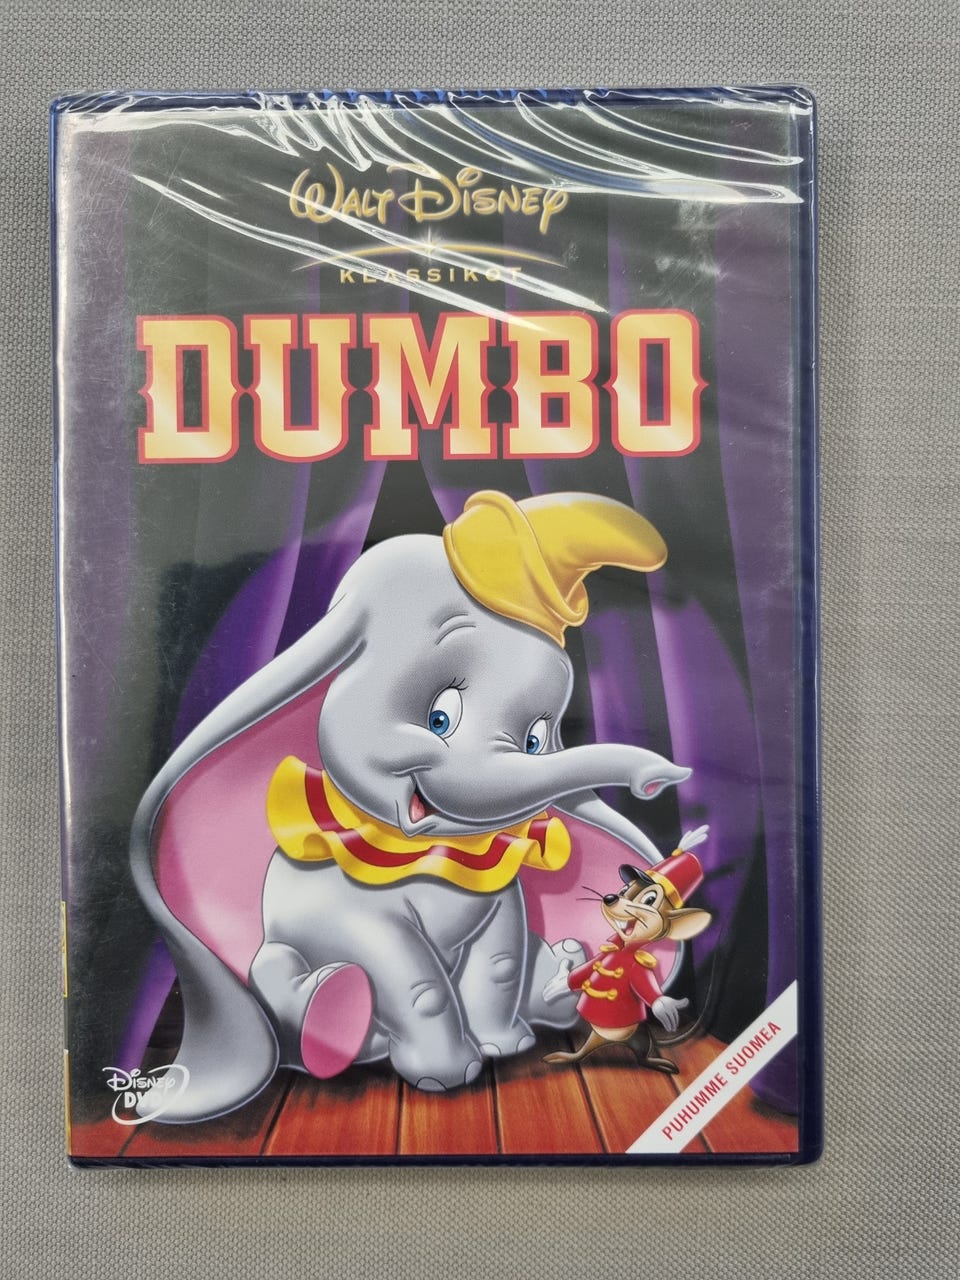 WALT DISNEY
KLASSIKOT
DUMBO
DISNEY
DVD
PUHUMME SUOMEA